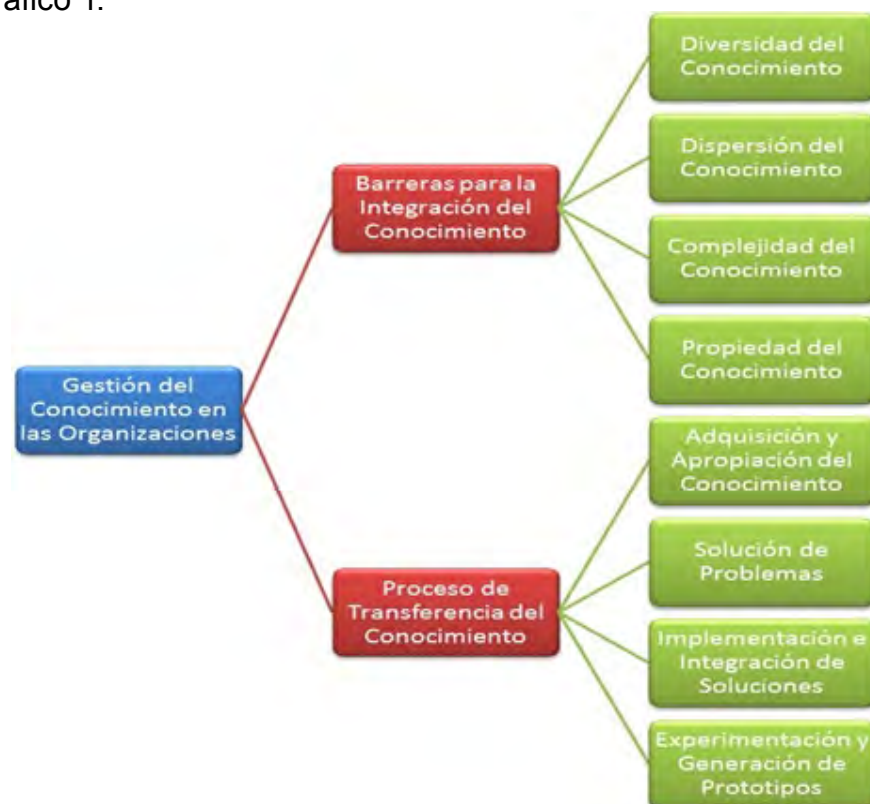 áfico 1.
Diversidad del
Conocimiento
Dispersión del
Conocimiento
Barreras para la
Integración del
Conocimiento
Complejidad del
Conocimiento
Propiedad del
Conocimiento
Gestión del
Conocimiento en
las Organizaciones
Adquisición y
Apropiación del
Conocimiento
Solución de
Problemas
Proceso de
Transferencia del
Conocimiento
Implementación e
Integración de
Soluciones
Experimentación y
Generación de
Prototipos